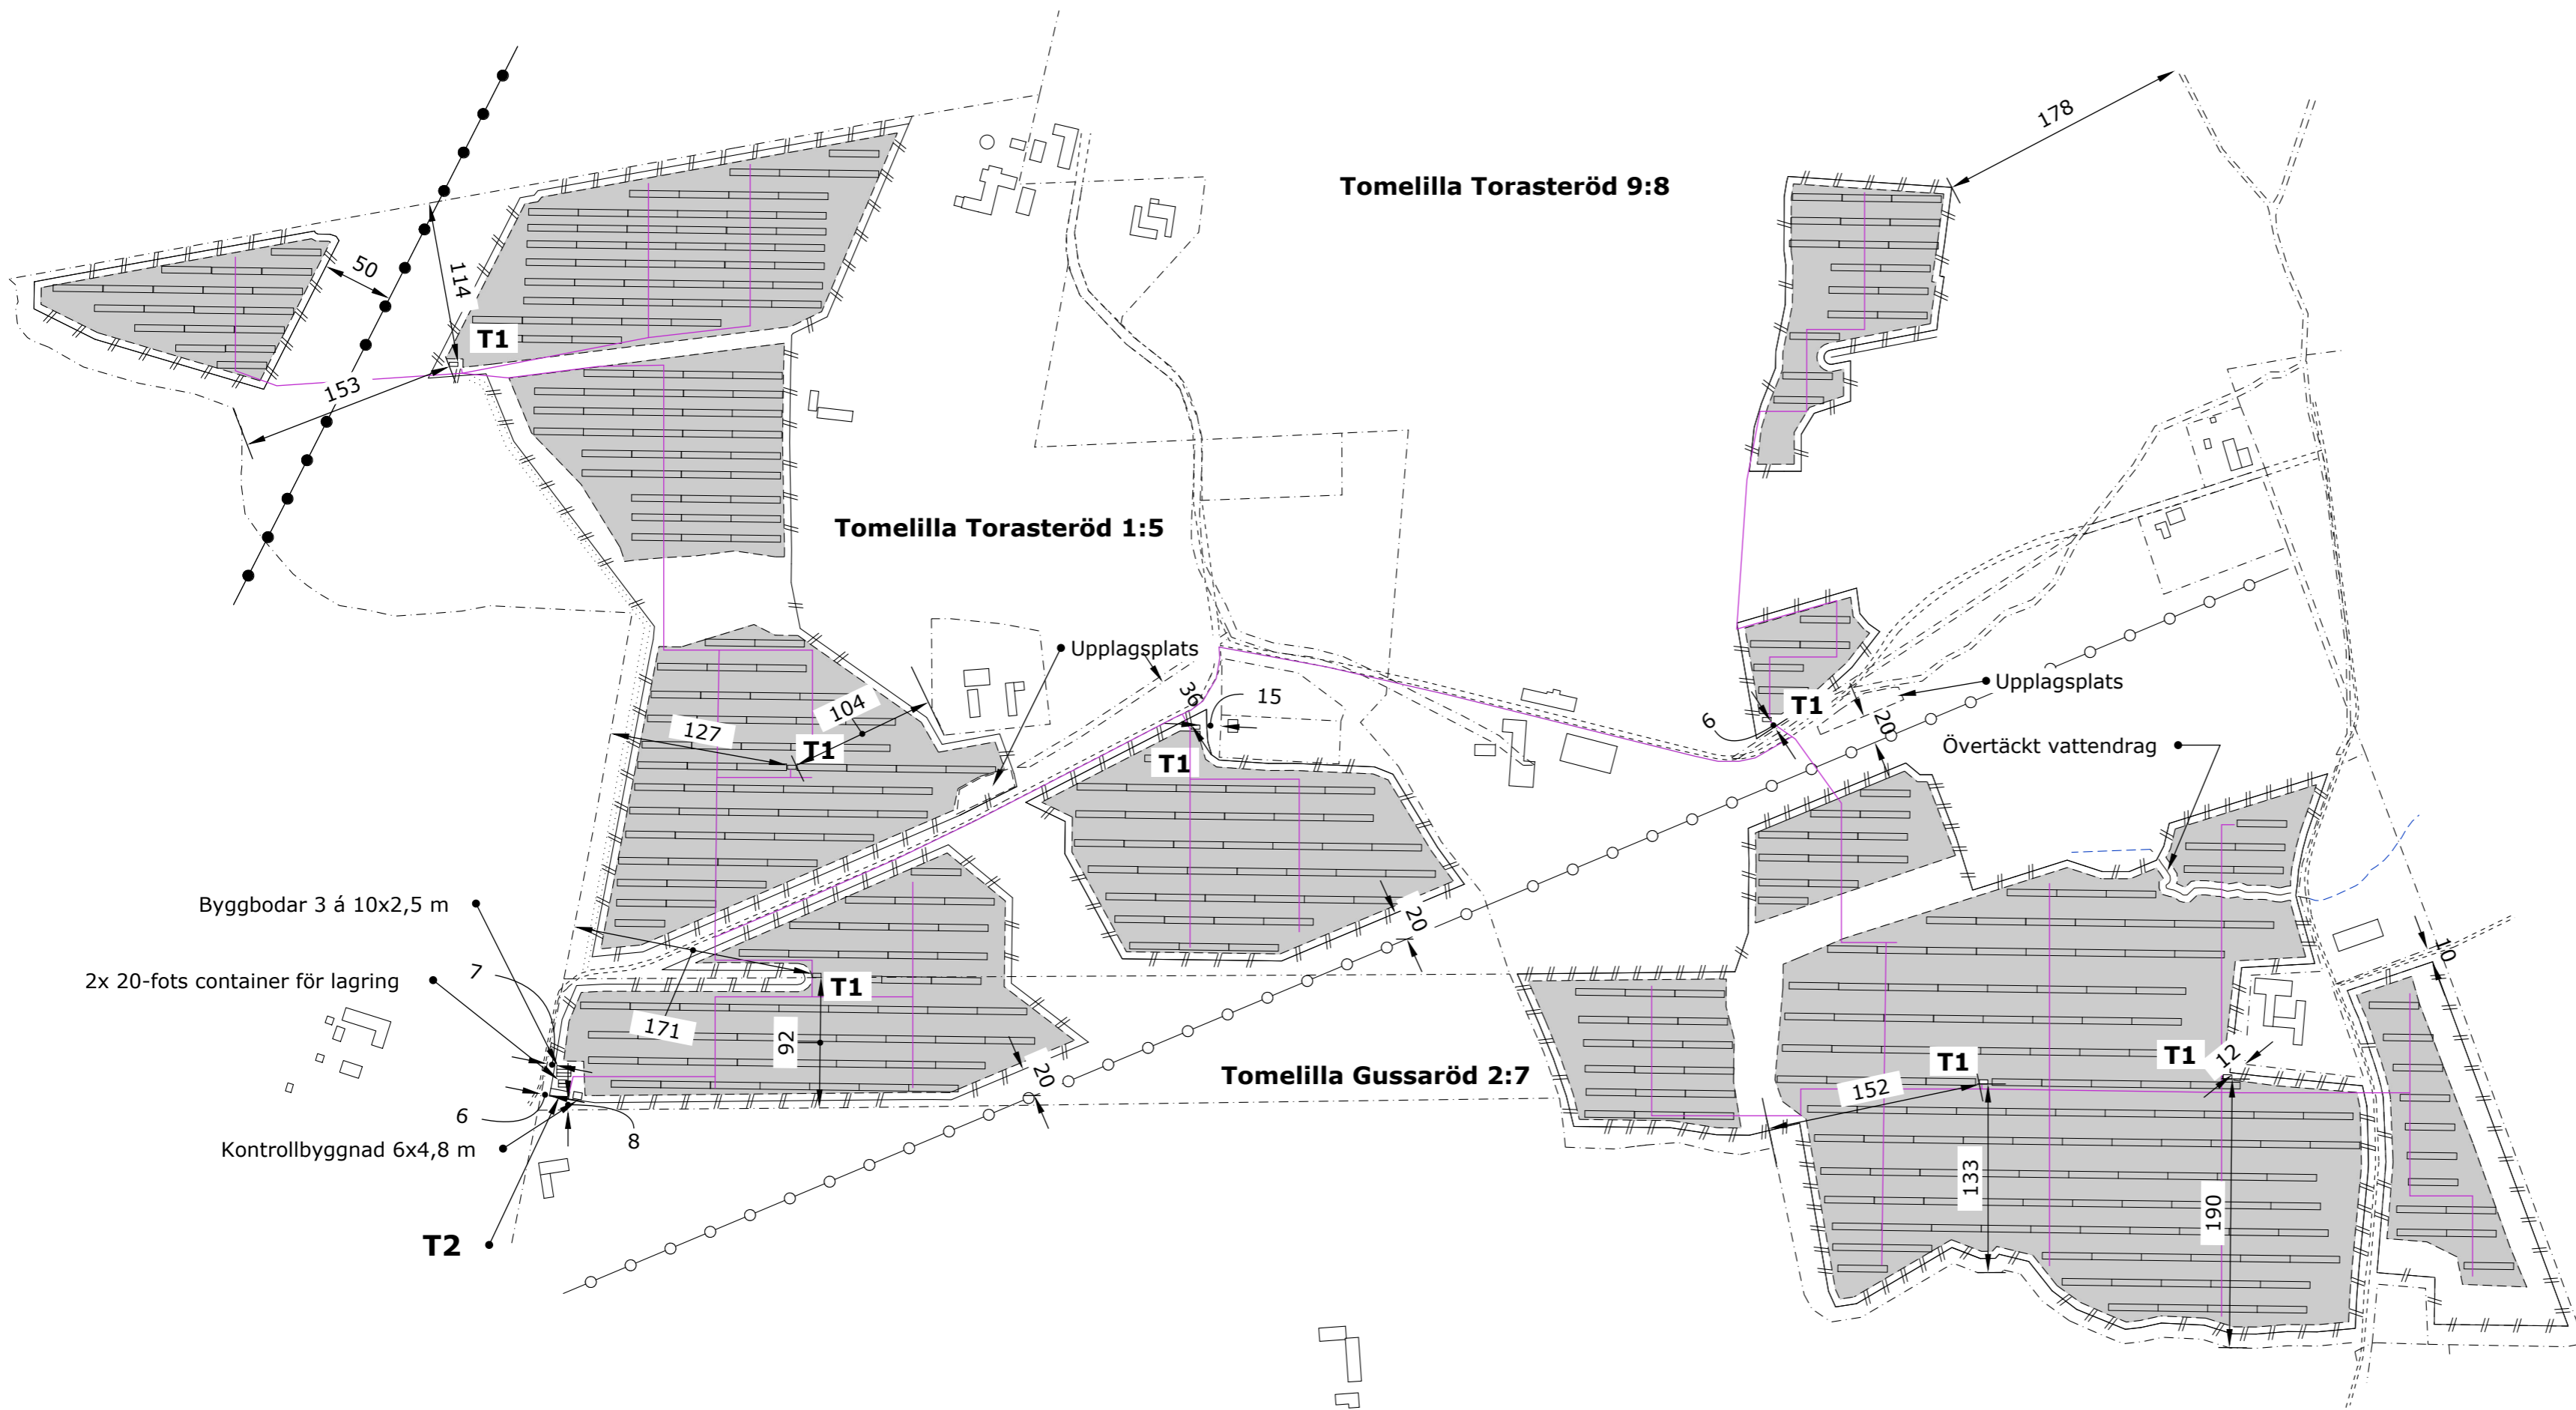 178
Tomelilla Torasteröd 9:8
50
114
T1
153
Tomelilla Torasteröd 1:5
Upplagsplats
36
15
104
127
T1
T1
T1
6
20
Upplagsplats
Övertäckt vattendrag
Byggbodar 3 á 10x2,5 m
20
7
2x 20-fots container för lagring
10
T1
171
92
20
T1
T1
12
Tomelilla Gussaröd 2:7
152
6
8
Kontrollbyggnad 6x4,8 m
133
190
T2